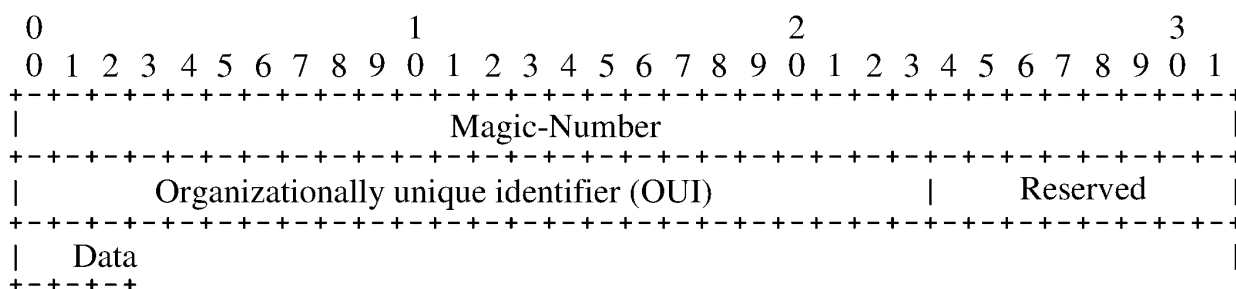 0 1 2 3
0 1 2 3 4 5 6 7 8 9 0 1 2 3 4 5 6 7 8 9 0 1 2 3 4 5 6 7 8 9 0 1
+-+-+-+-+-+-+-+-+-+-+-+-+-+-+-+-+-+-+-+-+-+-+-+-+-+-+-+-+-+-+-+-+
| Magic-Number |
+-+-+-+-+-+-+-+-+-+-+-+-+-+-+-+-+-+-+-+-+-+-+-+-+-+-+-+-+-+-+-+-+
| Organizationally unique identifier (OUI) | Reserved |
+-+-+-+-+-+-+-+-+-+-+-+-+-+-+-+-+-+-+-+-+-+-+-+-+-+-+-+-+-+-+-+-+
| Data |
+-+-+-+